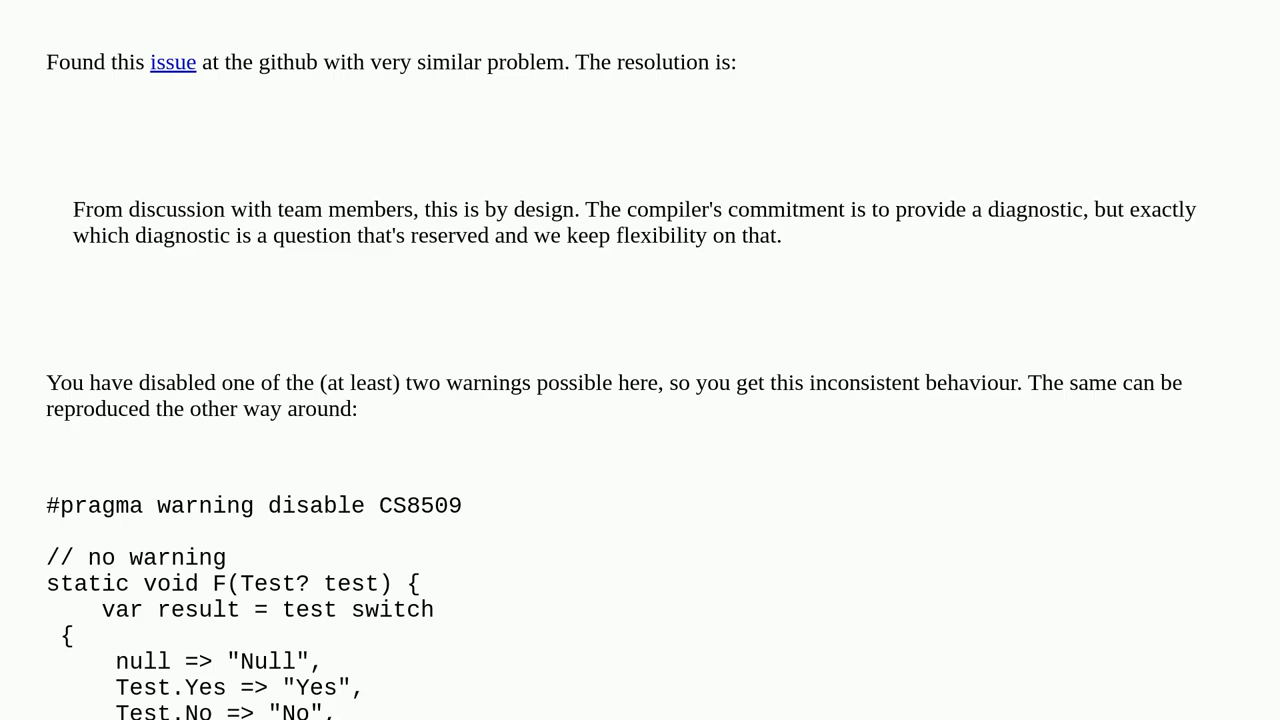 Found this issue at the github with very similar problem. The resolution is:
From discussion with team members, this is by design. The compiler's commitment is to provide a diagnostic, but exactly
which diagnostic is a question that's reserved and we keep flexibility on that.
You have disabled one of the (at least) two warnings possible here, so you get this inconsistent behaviour. The same can be
reproduced the other way around:
#pragma warning disable CS8509
// no warning
static void F(Test? test) {
    var result = test switch
 {
     null => "Null",
     Test.Yes => "Yes",
     Test.No => "No",